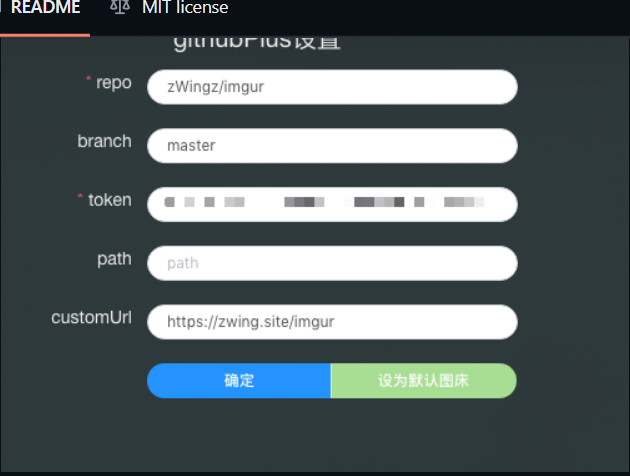 README MIT license
githubPlus设置
* repo zWingz/imgur
branch master
* token
path path
customUrl https://zwing.site/imgur
确定 设为默认图床